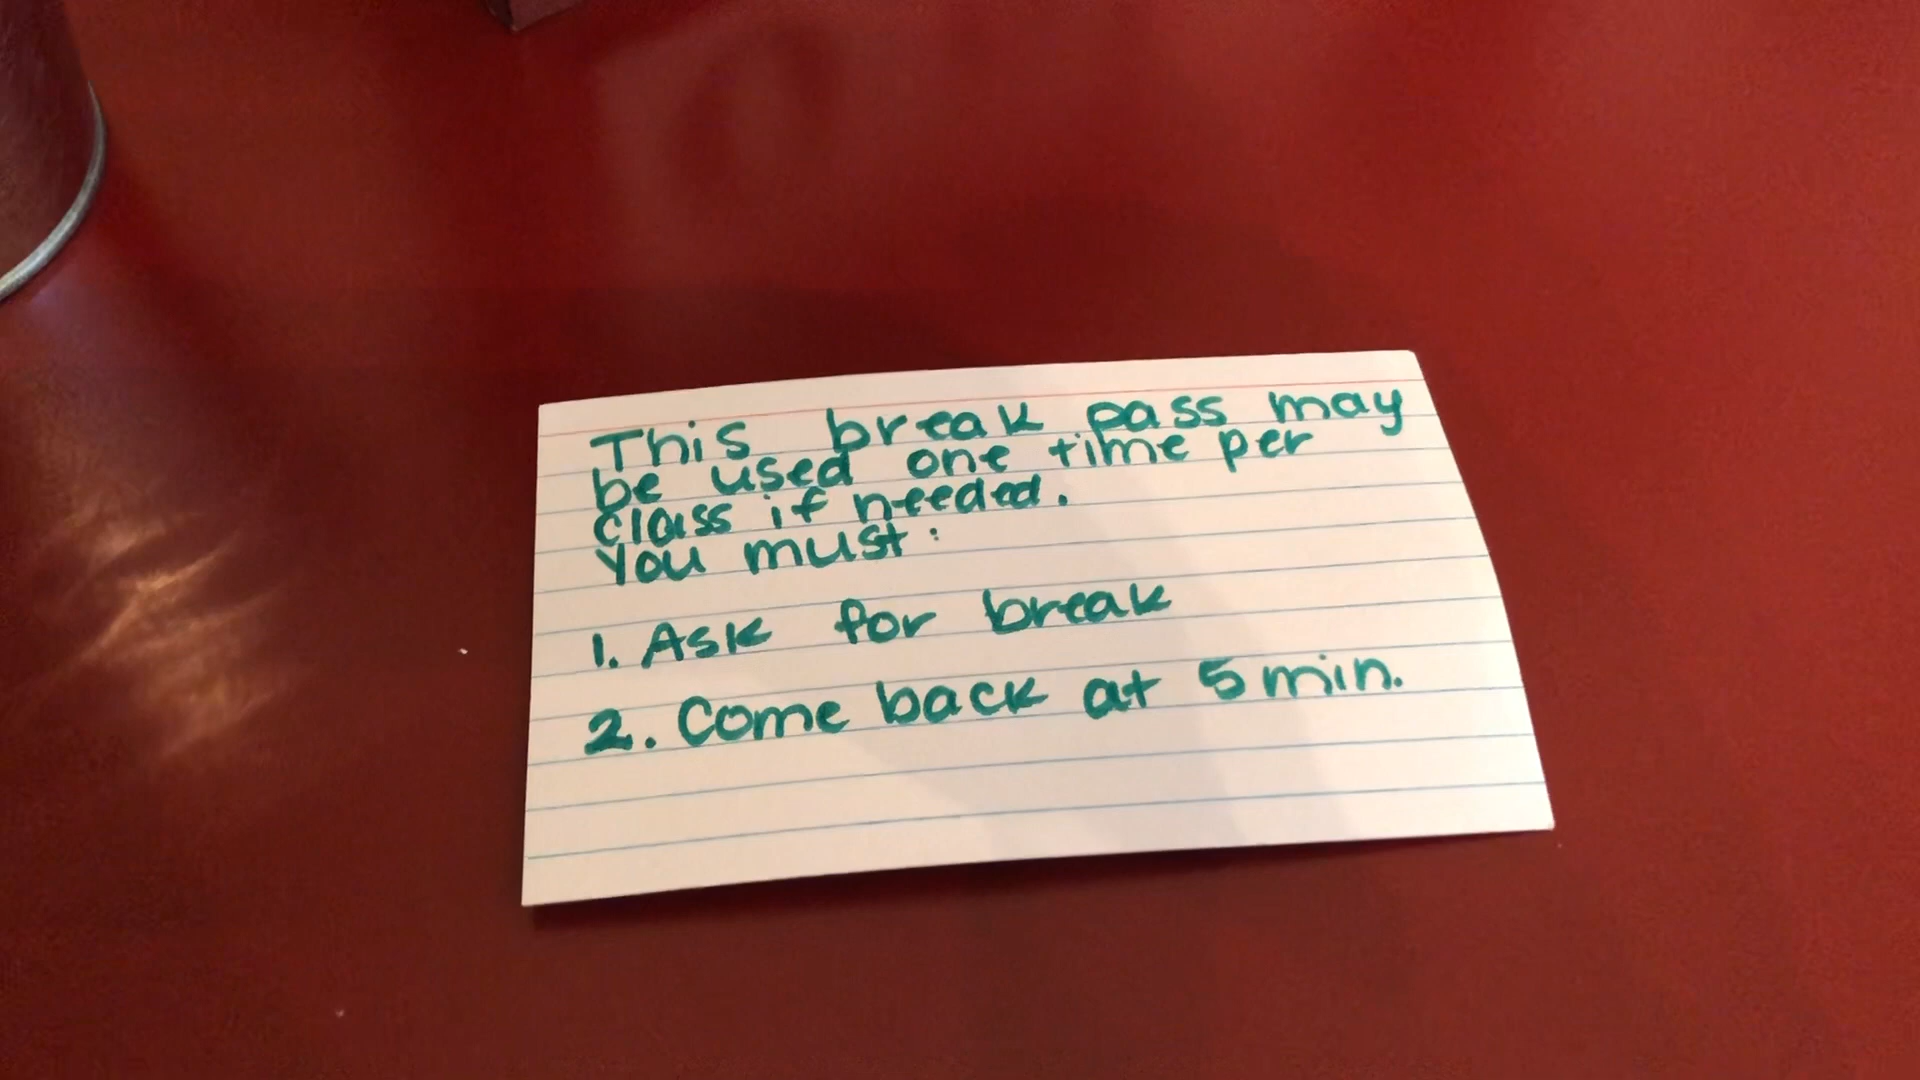 This break pass may
be used one time per
class if needed.
You must:
1. Ask for break
2. Come back at 5 min.